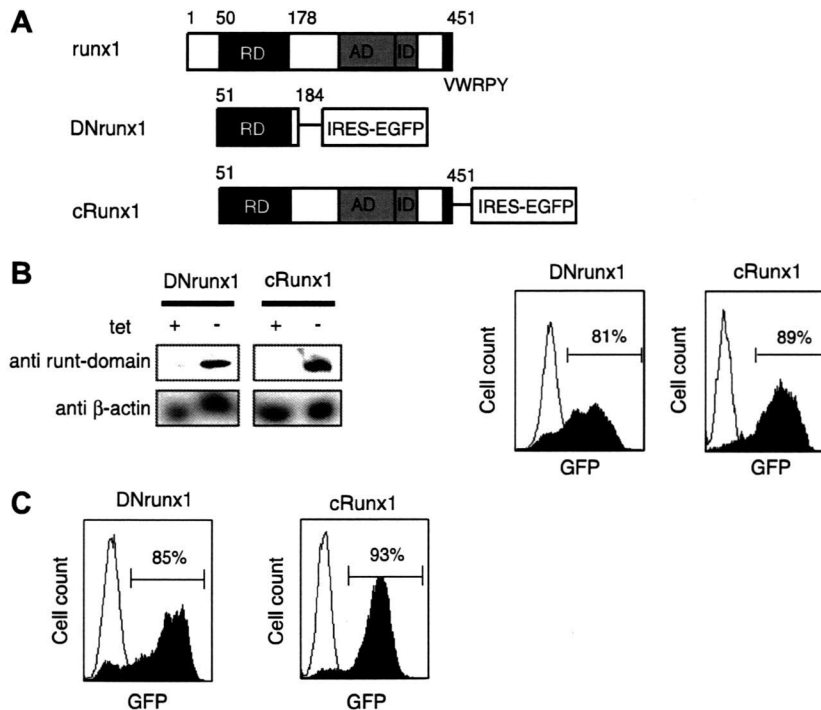 A
1 50 178 451
runx1 RD AD ID
VWRPY
51 184
DNrunx1 RD IRES-EGFP
51 451
cRunx1 RD AD ID IRES-EGFP
B
DNrunx1 cRunx1
tet + - + -
anti runt-domain
anti β-actin
DNrunx1 cRunx1
81% 89%
Cell count Cell count
GFP GFP
C
DNrunx1 cRunx1
85% 93%
Cell count Cell count
GFP GFP